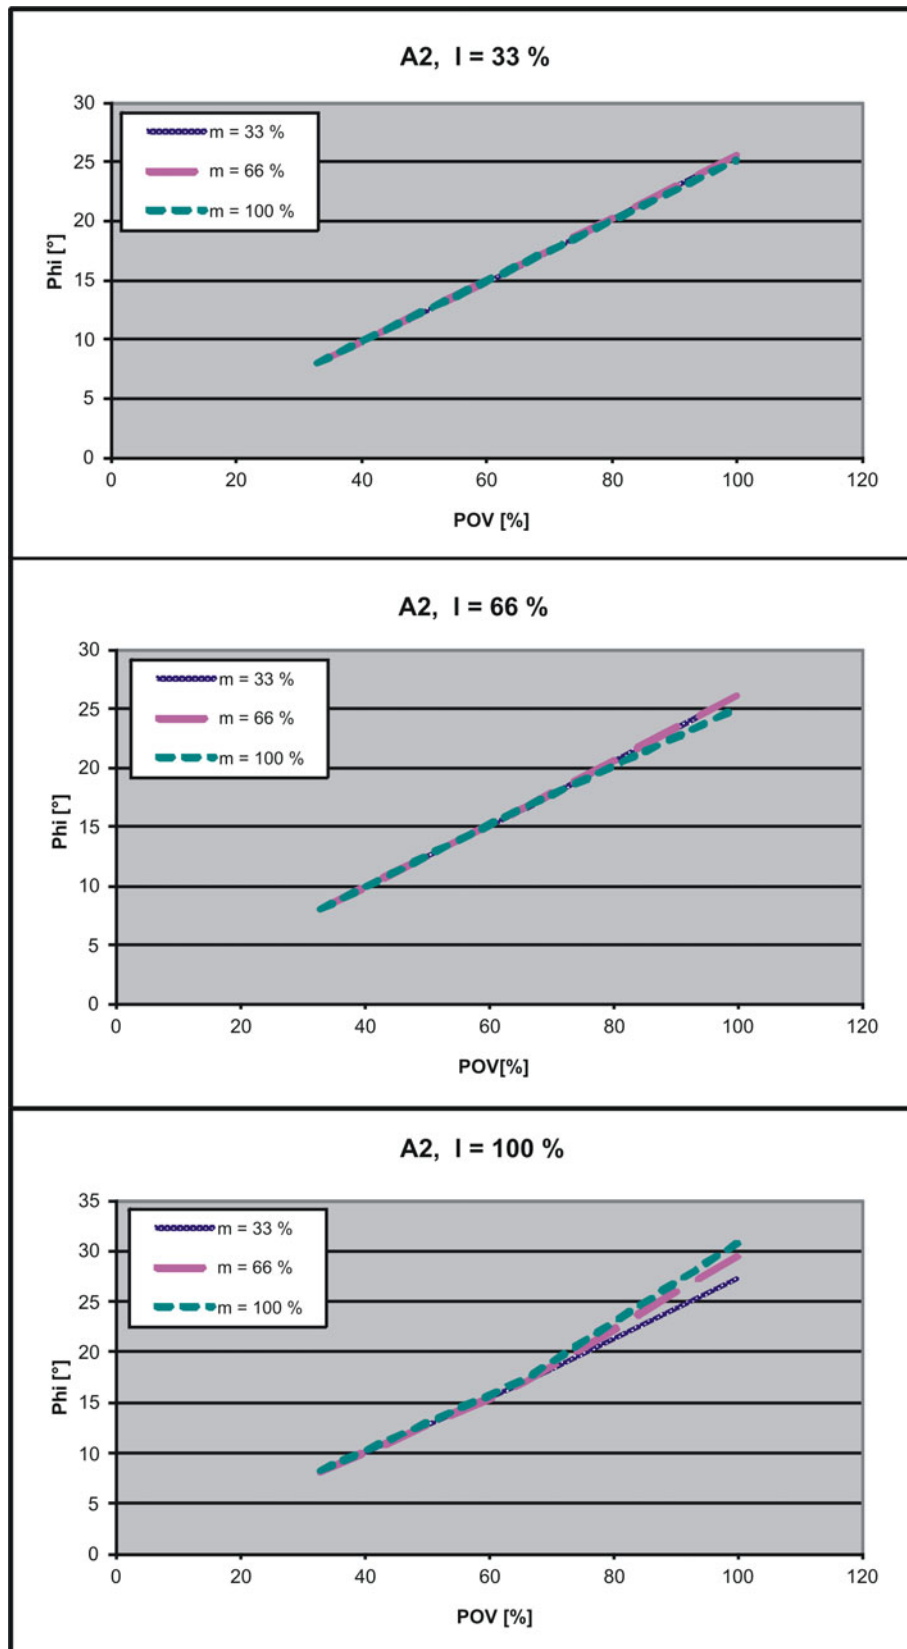 A2, I = 33 %
30
25
20
15
10
5
0
m = 33 %
m = 66 %
m = 100 %
Phi [°]
0 20 40 60 80 100 120
POV [%]
A2, I = 66 %
30
25
20
15
10
5
0
m = 33 %
m = 66 %
m = 100 %
Phi [°]
0 20 40 60 80 100 120
POV[%]
A2, I = 100 %
35
30
25
20
15
10
5
0
m = 33 %
m = 66 %
m = 100 %
Phi [°]
0 20 40 60 80 100 120
POV [%]